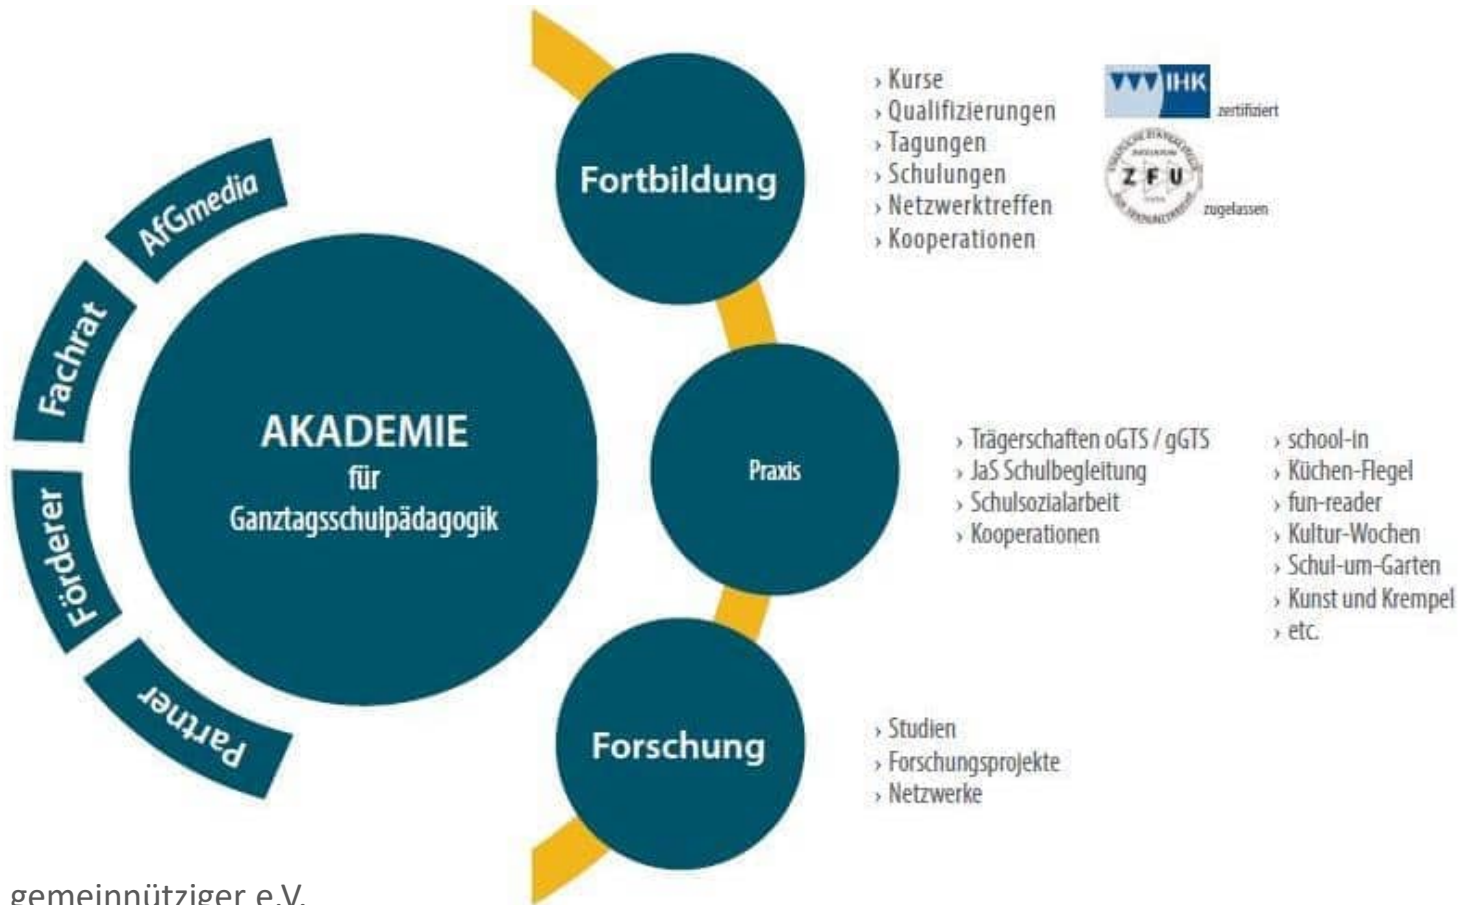 AfGmedia
Fachrat
Förderer
Partner
AKADEMIE
für
Ganztagsschulpädagogik
Fortbildung
› Kurse
› Qualifizierungen
› Tagungen
› Schulungen
› Netzwerktreffen
› Kooperationen
IHK
zertifiziert
ZFU
zugelassen
Praxis
› Trägerschaften oGTS / gGTS
› JaS Schulbegleitung
› Schulsozialarbeit
› Kooperationen
› school-in
› Küchen-Flegel
› fun-reader
› Kultur-Wochen
› Schul-um-Garten
› Kunst und Krempel
› etc.
Forschung
› Studien
› Forschungsprojekte
› Netzwerke
gemeinnütziger e.V.